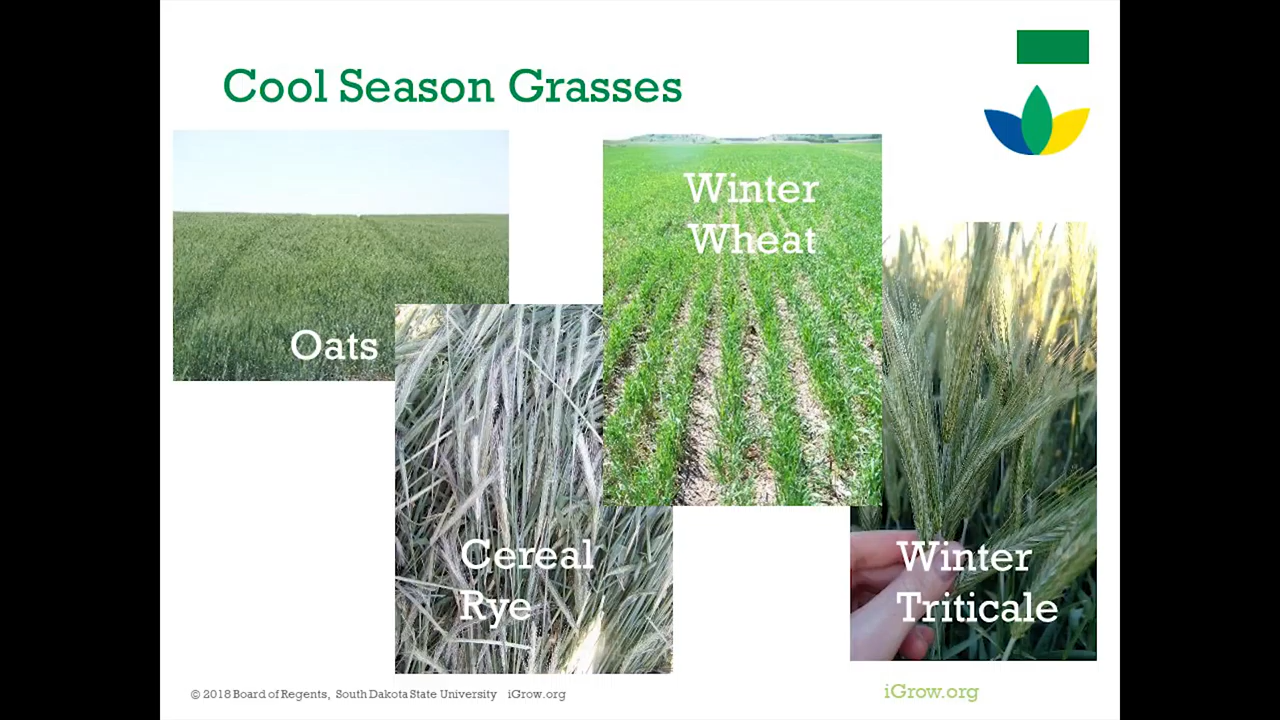 Cool Season Grasses
Winter
Wheat
Oats
Cereal
Rye
Winter
Triticale
© 2018 Board of Regents, South Dakota State University iGrow.org
iGrow.org